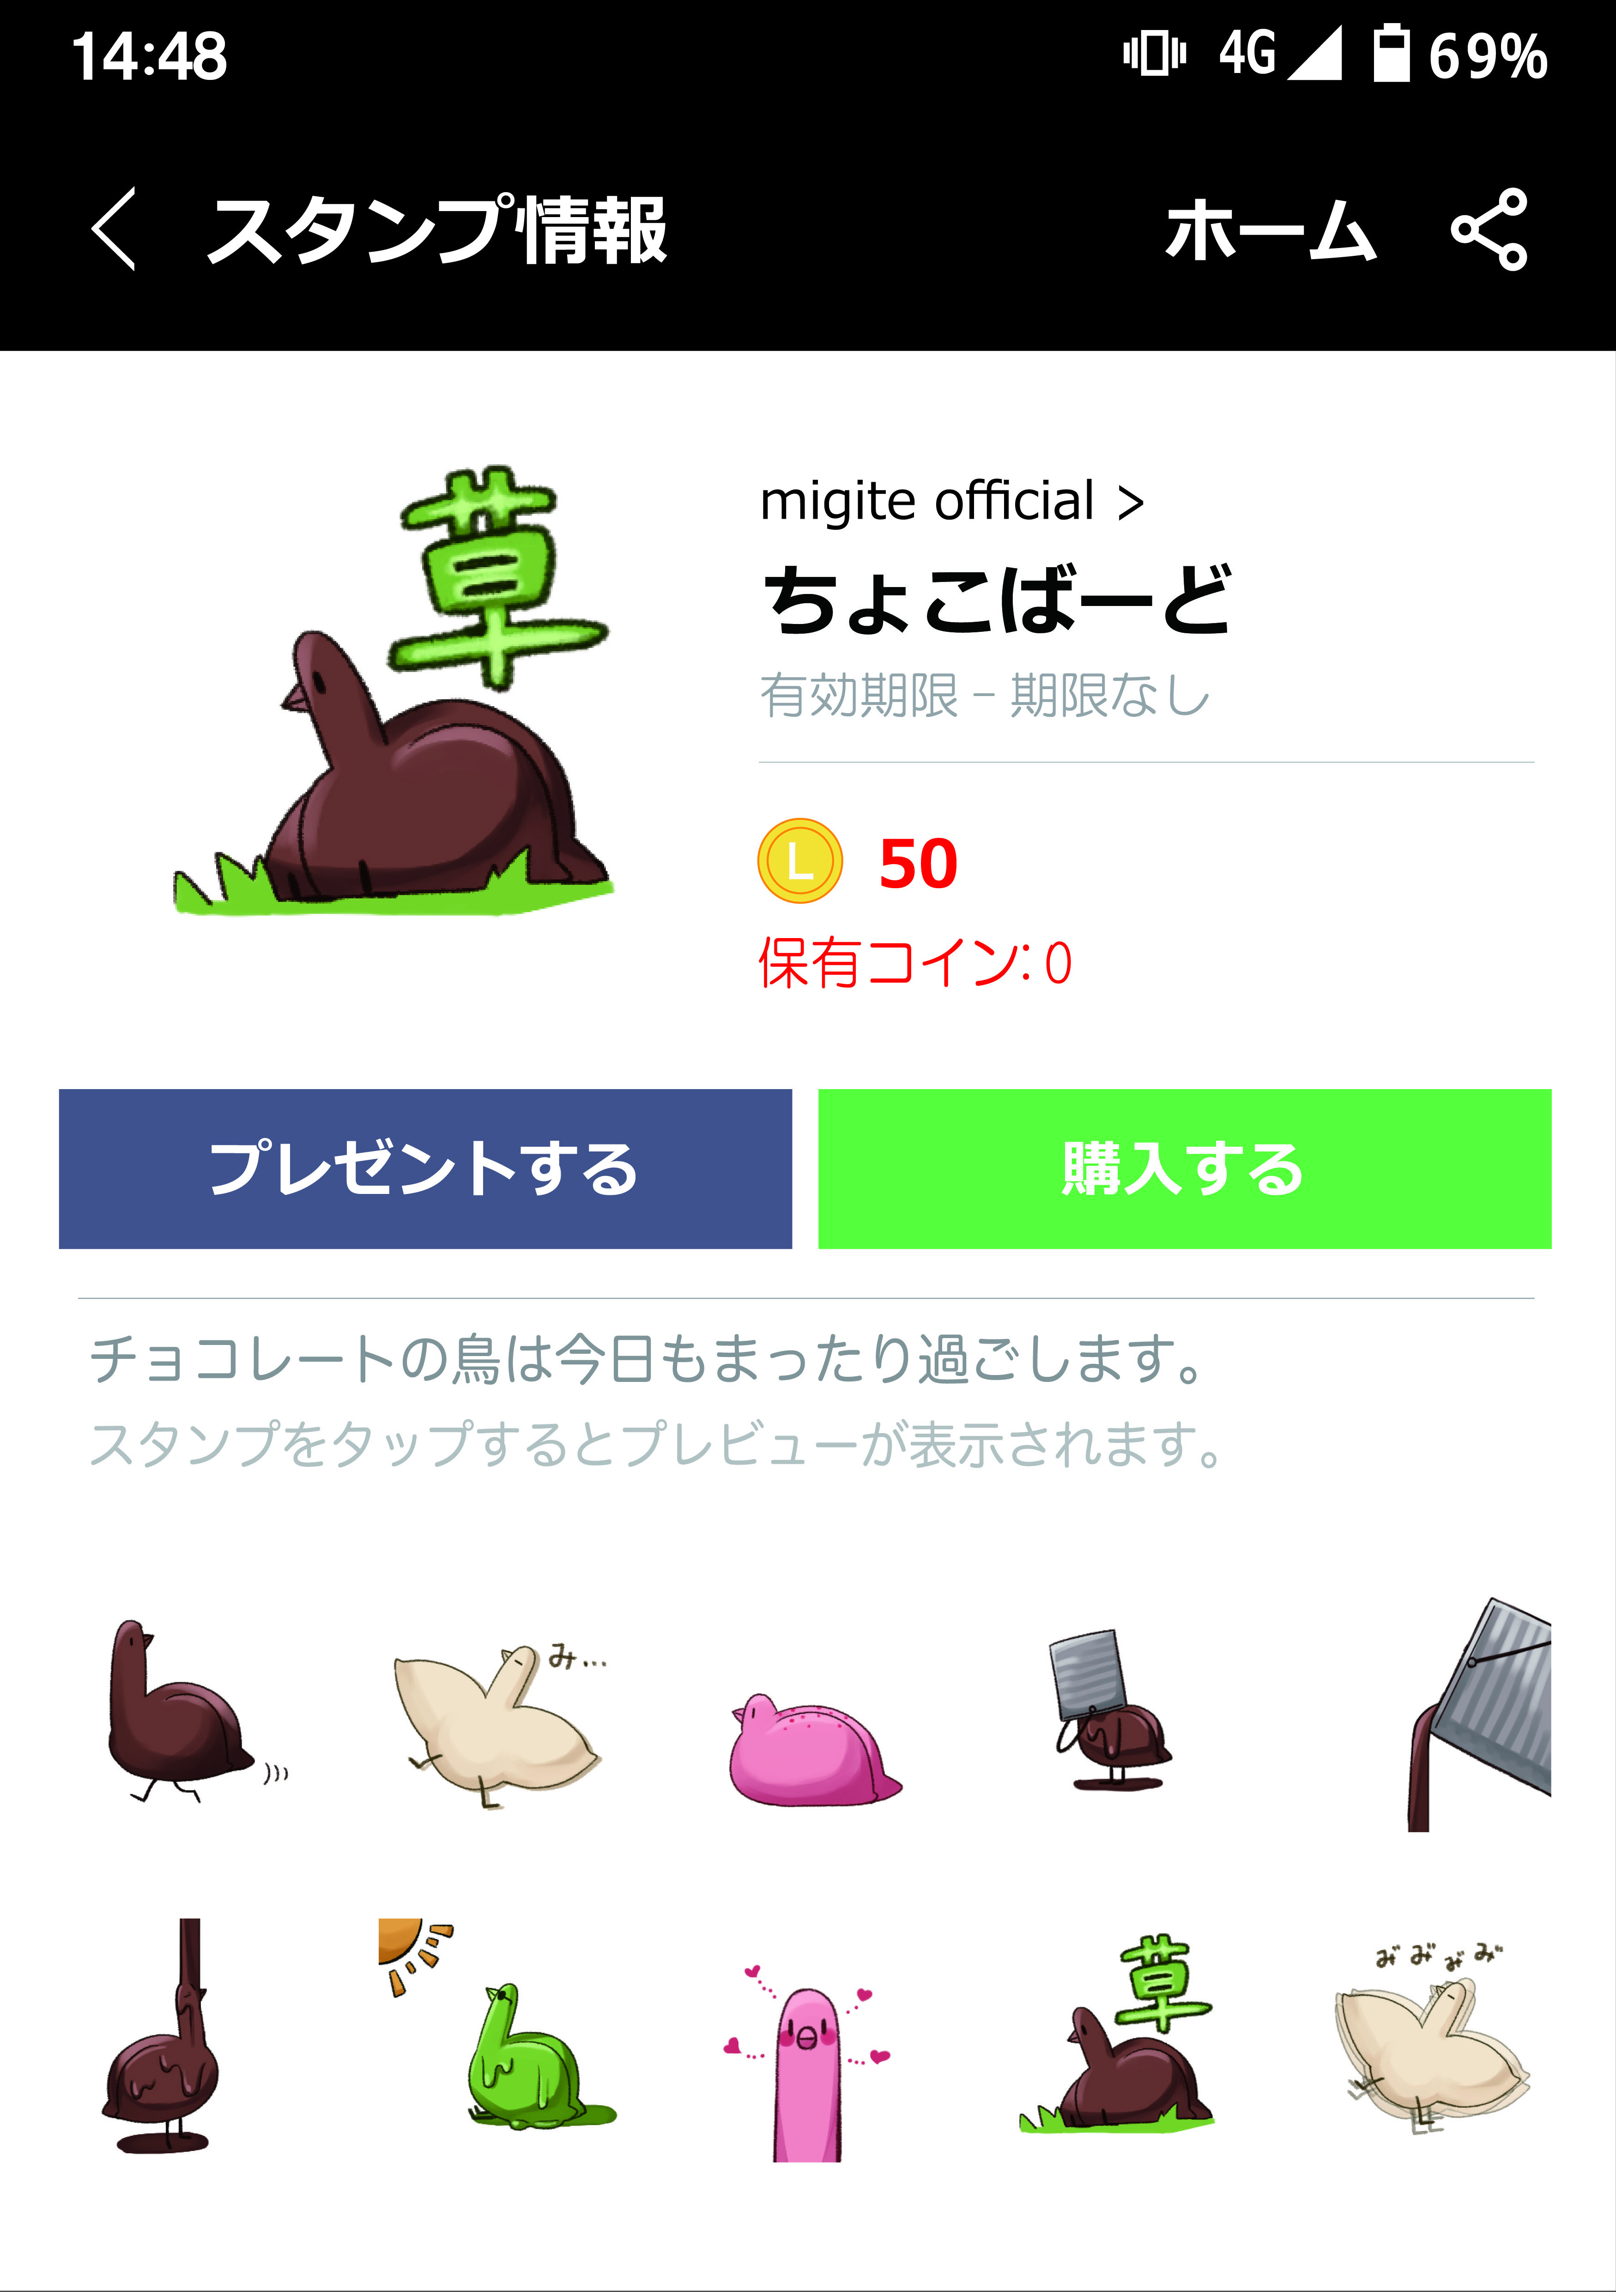 14:48 4G 69%
スタンプ情報 ホーム
草
migite official >
ちょこばーど
有効期限 – 期限なし
L 50
保有コイン: 0
プレゼントする 購入する
チョコレートの鳥は今日もまったり過ごします。
スタンプをタップするとプレビューが表示されます。
み…
草
み゛み゛み゛み゛